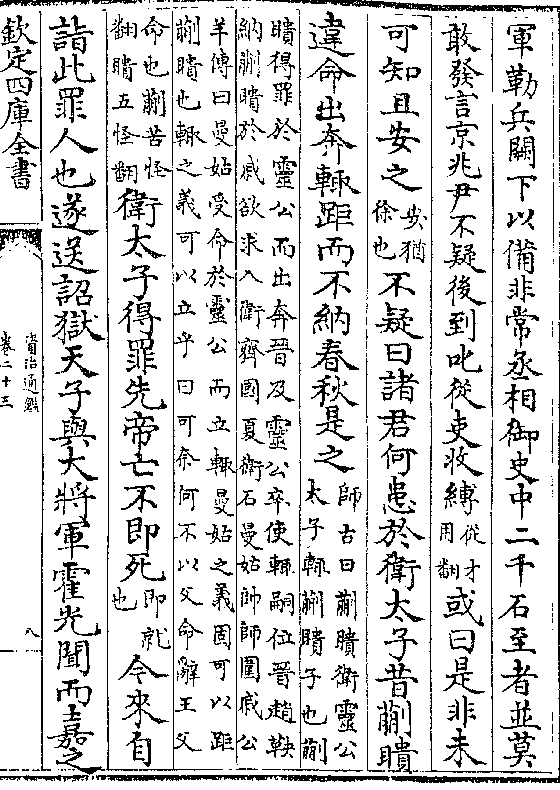 軍勒兵闕下以備非常丞相御史中二千石至者並莫
敢發言京兆尹不疑後到叱從吏收縛從才用翻或曰是非未
可知且安之安猶徐也不疑曰諸君何患於衛太子昔蒯聵
違命出奔輒距而不納春秋是之師古曰蒯聵衛靈公太子輒蒯聵子也蒯
聵得罪於靈公而出奔晉及靈公卒使輒嗣位晉趙鞅
納蒯聵於戚欲求入衛齊國夏衛石曼姑帥師圍戚公
羊傳曰曼姑受命於靈公而立輒曼姑之義固可以距
蒯聵也輒之義可以立乎曰可奈何不以父命辭王父
命也蒯苦怪翻聵五怪翻衛太子得罪先帝亡不即死即就也今來自
詣此罪人也遂送詔獄天子與大將軍霍光聞而嘉之
欽定四庫全書
資治通鑑
卷二十三
八